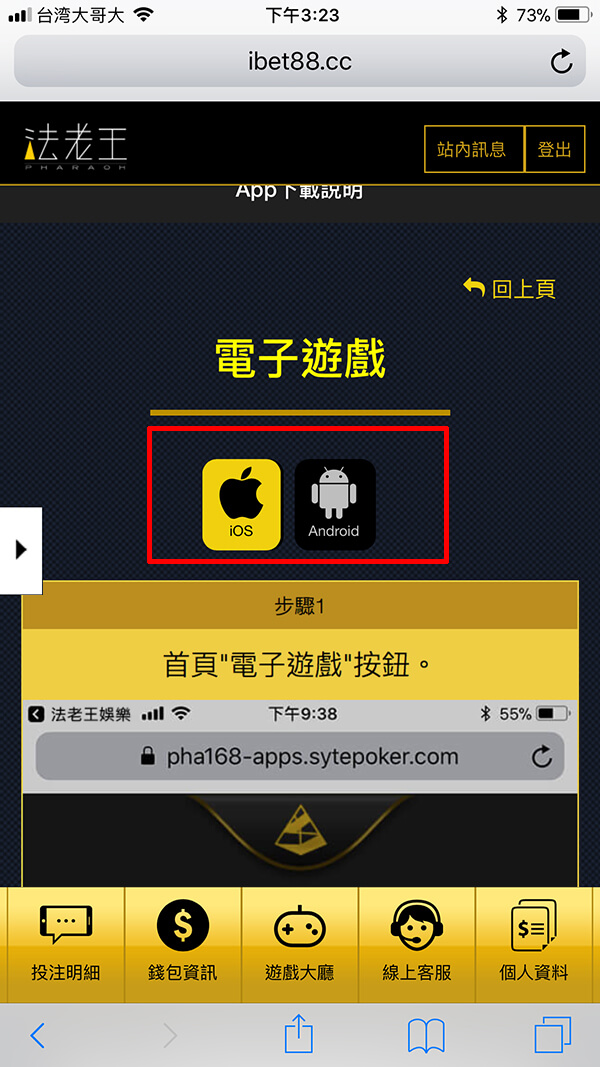 台湾大哥大 下午3:23 73%
ibet88.cc
法老王
PHARAOH
站內訊息 登出
App下載說明
回上頁
電子遊戲
iOS Android
步驟1
首頁"電子遊戲"按鈕。
法老王娛樂 下午9:38 55%
pha168-apps.sytepoker.com
投注明細 錢包資訊 遊戲大廳 線上客服 個人資料